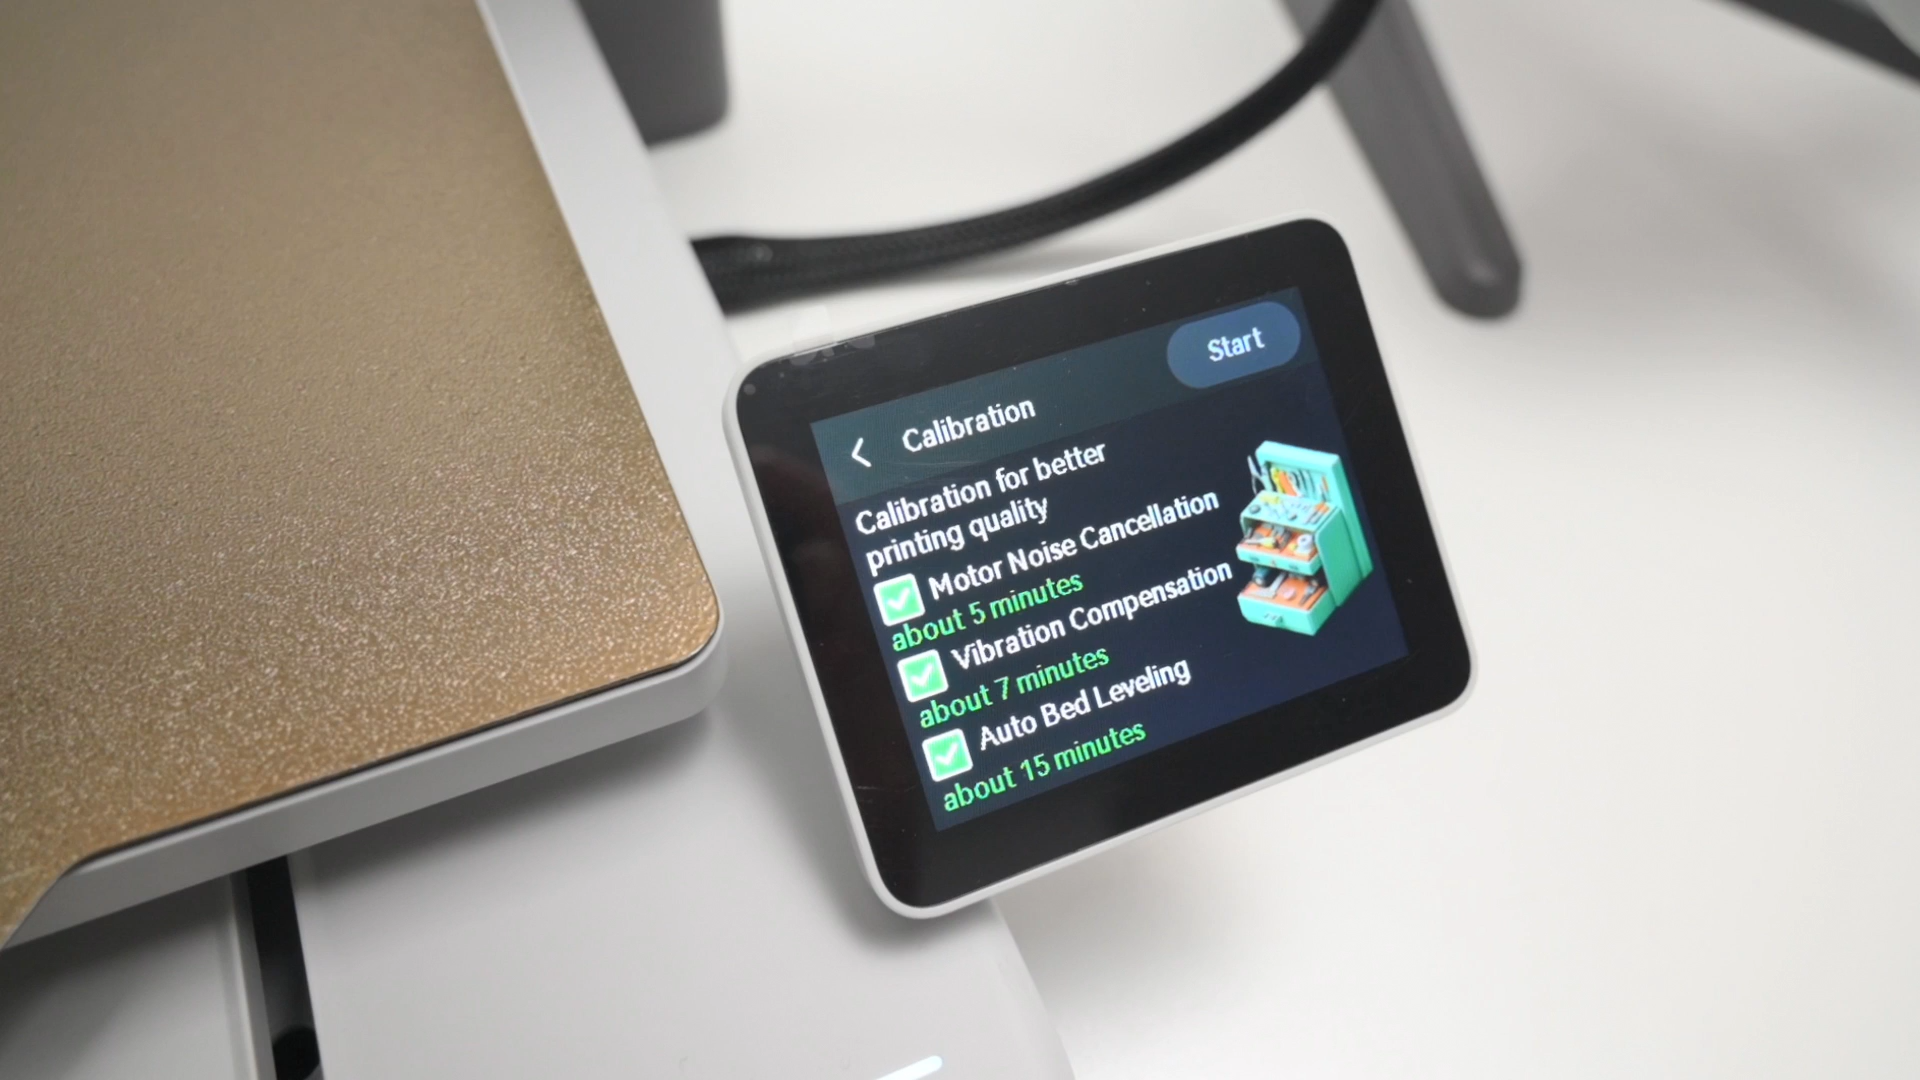 Start
Calibration
Calibration for better
printing quality
Motor Noise Cancellation
about 5 minutes
Vibration Compensation
about 7 minutes
Auto Bed Leveling
about 15 minutes